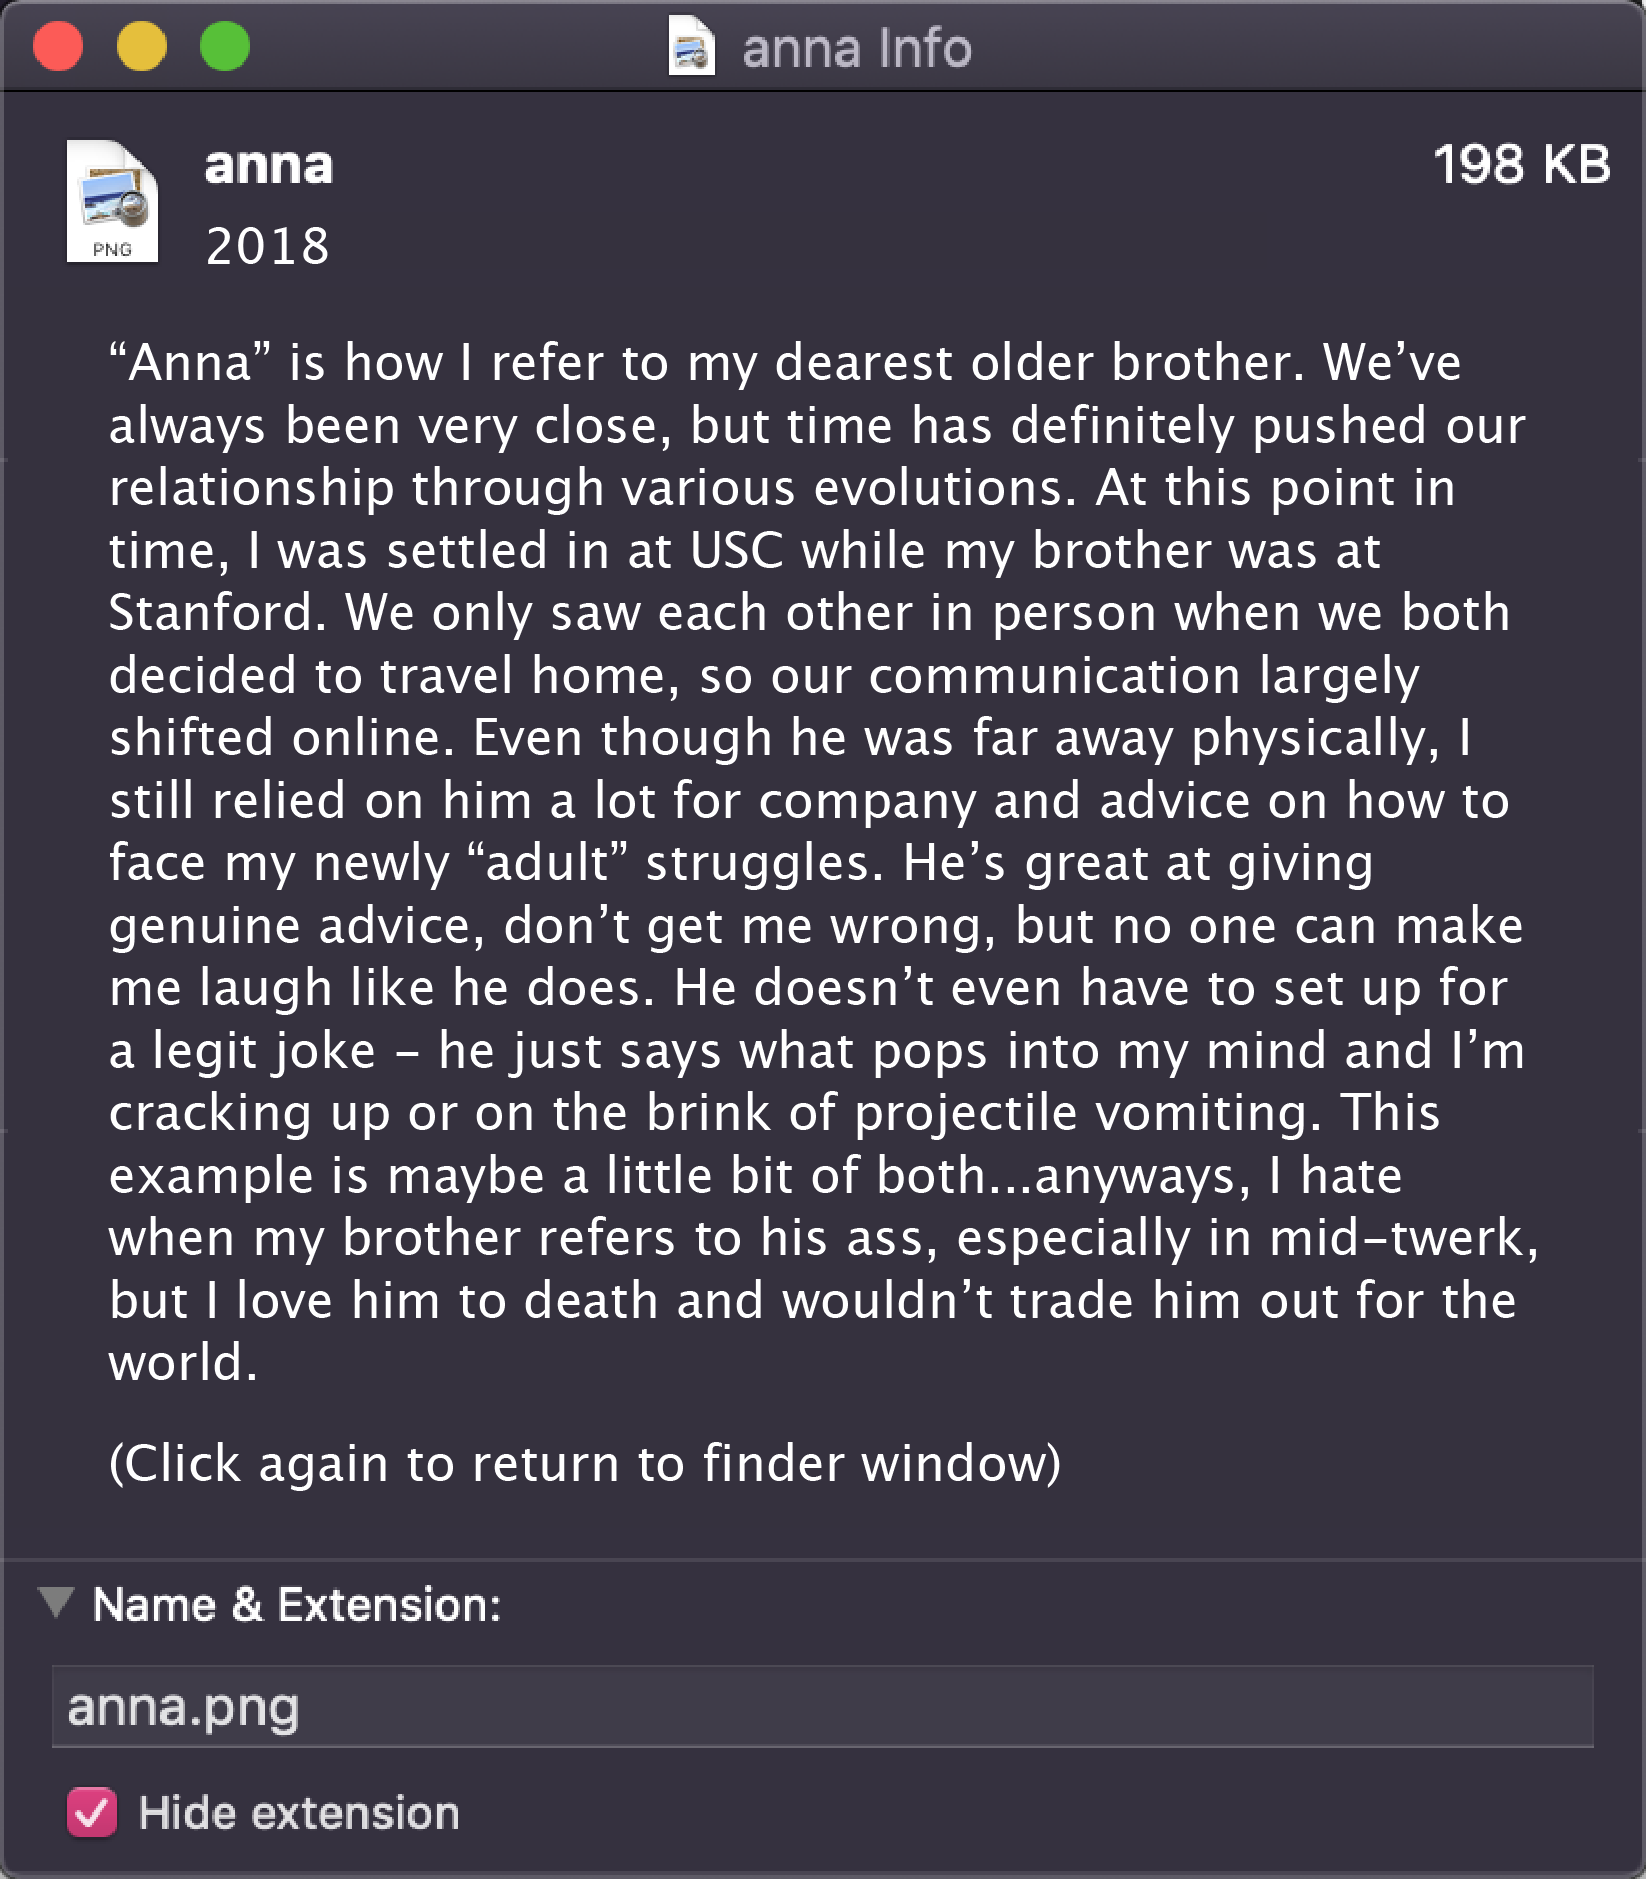 anna Info
anna
198 KB
PNG
2018
“Anna” is how I refer to my dearest older brother. We’ve
always been very close, but time has definitely pushed our
relationship through various evolutions. At this point in
time, I was settled in at USC while my brother was at
Stanford. We only saw each other in person when we both
decided to travel home, so our communication largely
shifted online. Even though he was far away physically, I
still relied on him a lot for company and advice on how to
face my newly “adult” struggles. He’s great at giving
genuine advice, don’t get me wrong, but no one can make
me laugh like he does. He doesn’t even have to set up for
a legit joke – he just says what pops into my mind and I’m
cracking up or on the brink of projectile vomiting. This
example is maybe a little bit of both...anyways, I hate
when my brother refers to his ass, especially in mid-twerk,
but I love him to death and wouldn’t trade him out for the
world.
(Click again to return to finder window)
Name & Extension:
anna.png
Hide extension